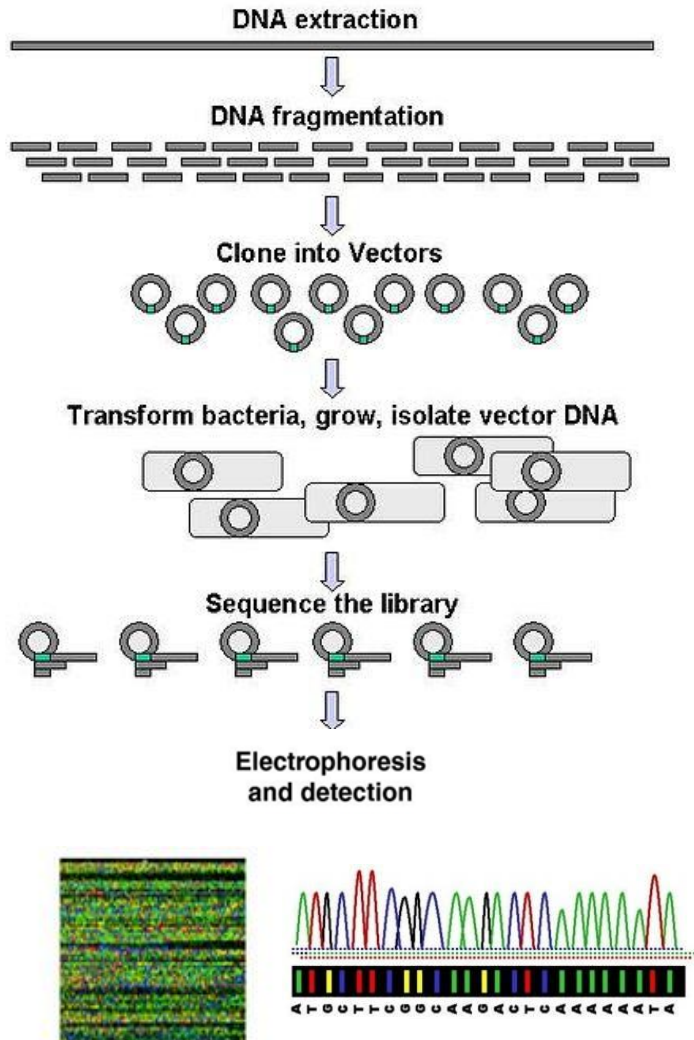 DNA extraction
DNA fragmentation
Clone into Vectors
Transform bacteria, grow, isolate vector DNA
Sequence the library
Electrophoresis
and detection
A T G C T T C G G C A A G A C T C A A A A A A T A